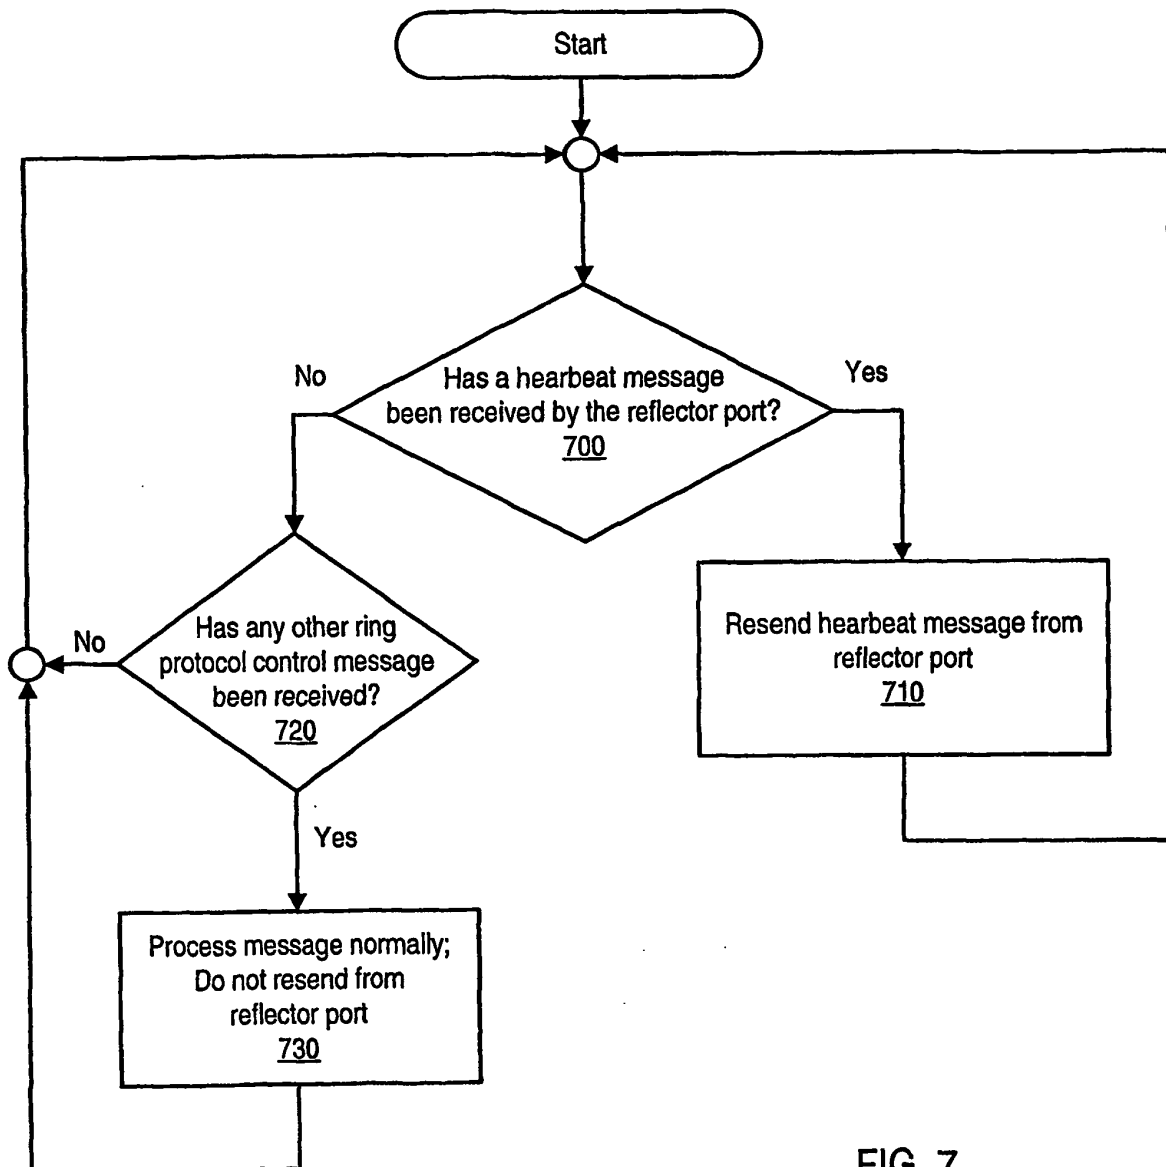 Start
No
Has a hearbeat message
been received by the reflector port?
700
Yes
No
Has any other ring
protocol control message
been received?
720
Resend hearbeat message from
reflector port
710
Yes
Process message normally;
Do not resend from
reflector port
730
FIG. 7